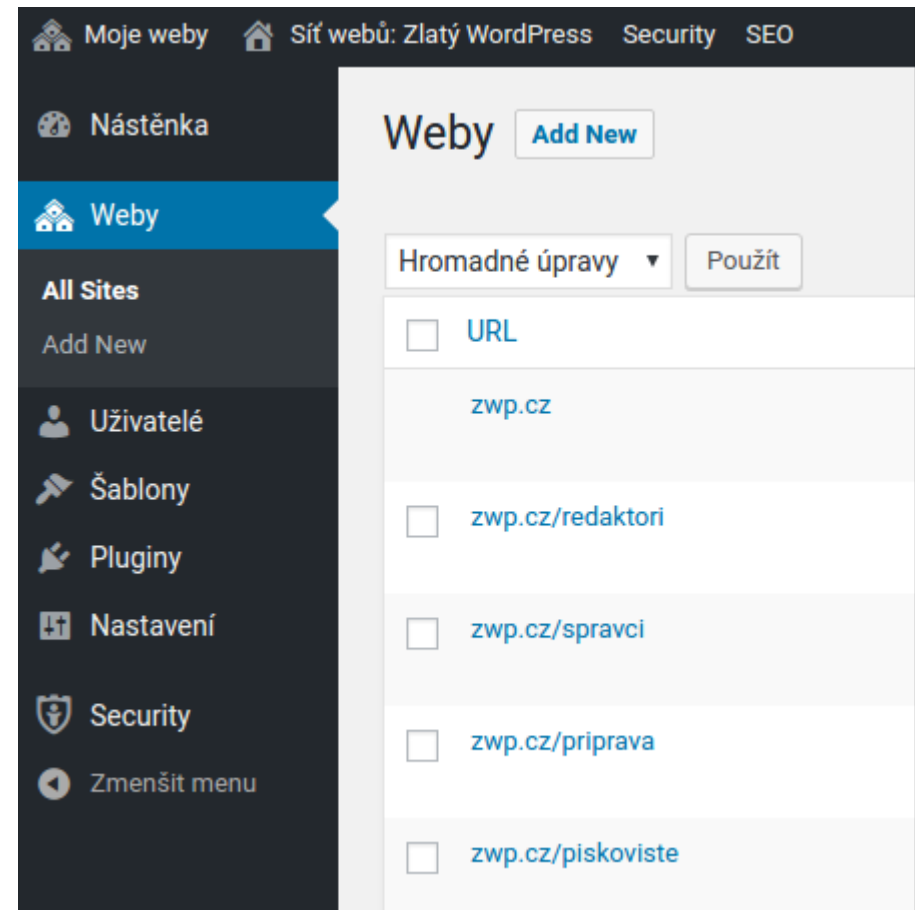 Moje weby Síť webů: Zlatý WordPress Security SEO
Nástěnka
Weby
All Sites
Add New
Uživatelé
Šablony
Pluginy
Nastavení
Security
Zmenšit menu
Weby Add New
Hromadné úpravy Použít
URL
zwp.cz
zwp.cz/redaktori
zwp.cz/spravci
zwp.cz/priprava
zwp.cz/piskoviste